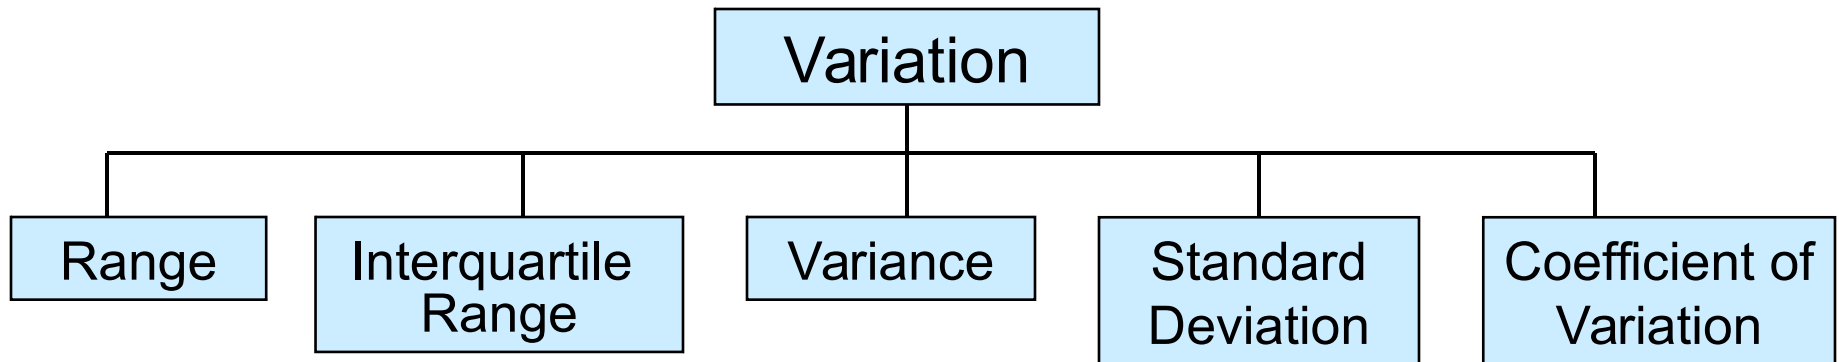 Variation
Range
Interquartile
Range
Variance
Standard
Deviation
Coefficient of
Variation